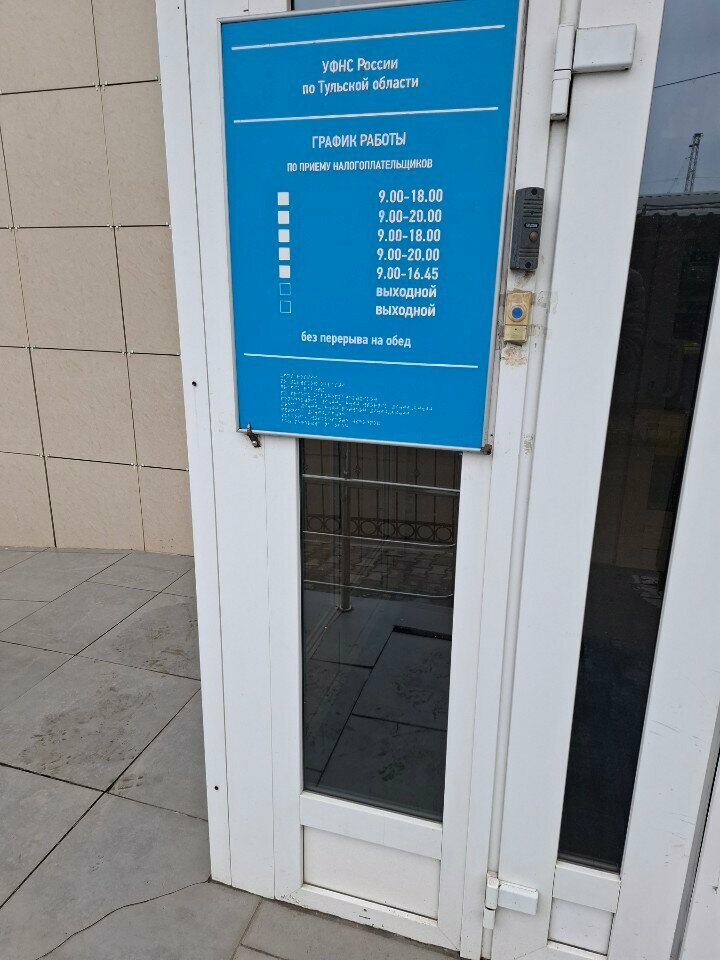 УФНС России
по Тульской области
ГРАФИК РАБОТЫ
ПО ПРИЕМУ НАЛОГОПЛАТЕЛЬЩИКОВ
9.00-18.00
9.00-20.00
9.00-18.00
9.00-20.00
9.00-16.45
ВЫХОДНОЙ
ВЫХОДНОЙ
без перерыва на обед